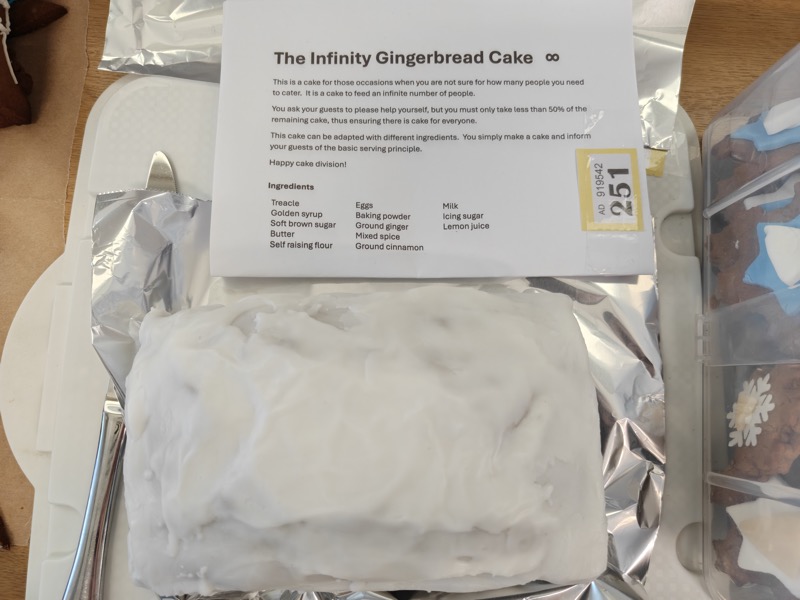 The Infinity Gingerbread Cake ∞
This is a cake for those occasions when you are not sure for how many people you need
to cater. It is a cake to feed an infinite number of people.
You ask your guests to please help yourself, but you must only take less than 50% of the
remaining cake, thus ensuring there is cake for everyone.
This cake can be adapted with different ingredients. You simply make a cake and inform
your guests of the basic serving principle.
Happy cake division!
Ingredients
Treacle
Golden syrup
Soft brown sugar
Butter
Self raising flour
Eggs
Baking powder
Ground ginger
Mixed spice
Ground cinnamon
Milk
Icing sugar
Lemon juice
AD 919542
251